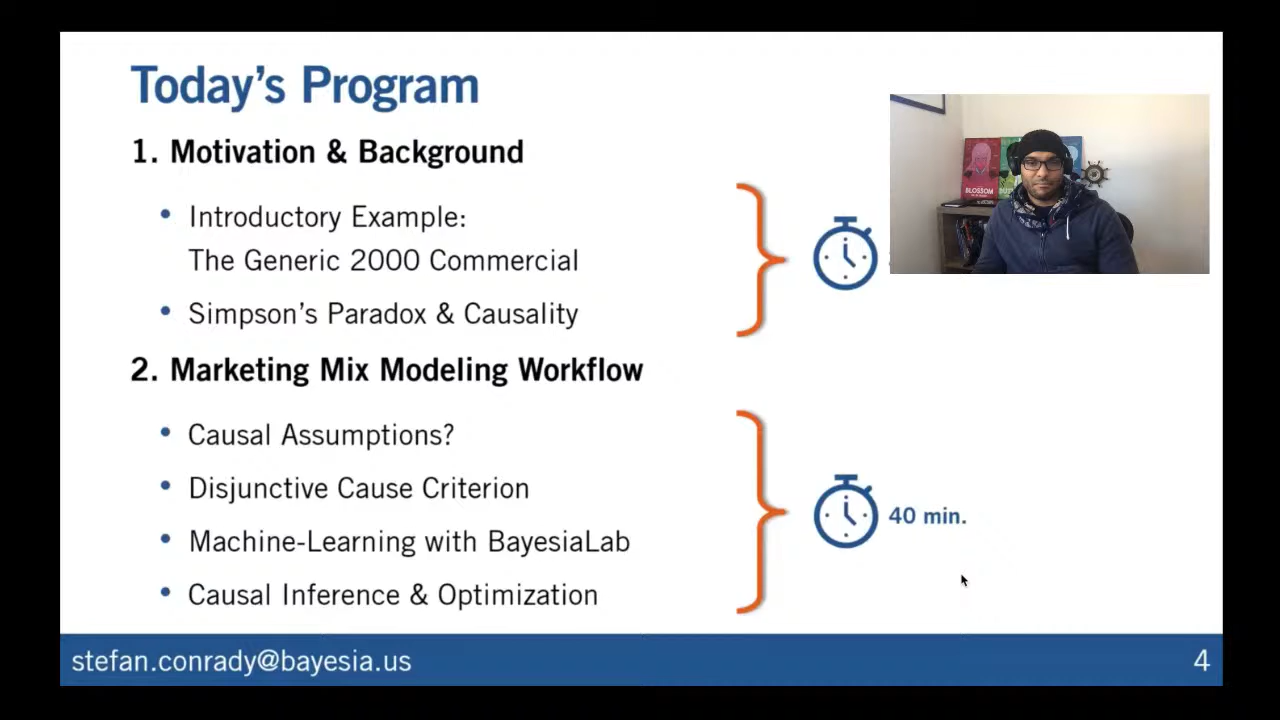 Today's Program
1. Motivation & Background
• Introductory Example:
The Generic 2000 Commercial
• Simpson's Paradox & Causality
2. Marketing Mix Modeling Workflow
• Causal Assumptions?
• Disjunctive Cause Criterion
• Machine-Learning with BayesiaLab
• Causal Inference & Optimization
40 min.
BLOSSOM
stefan.conrady@bayesia.us
4